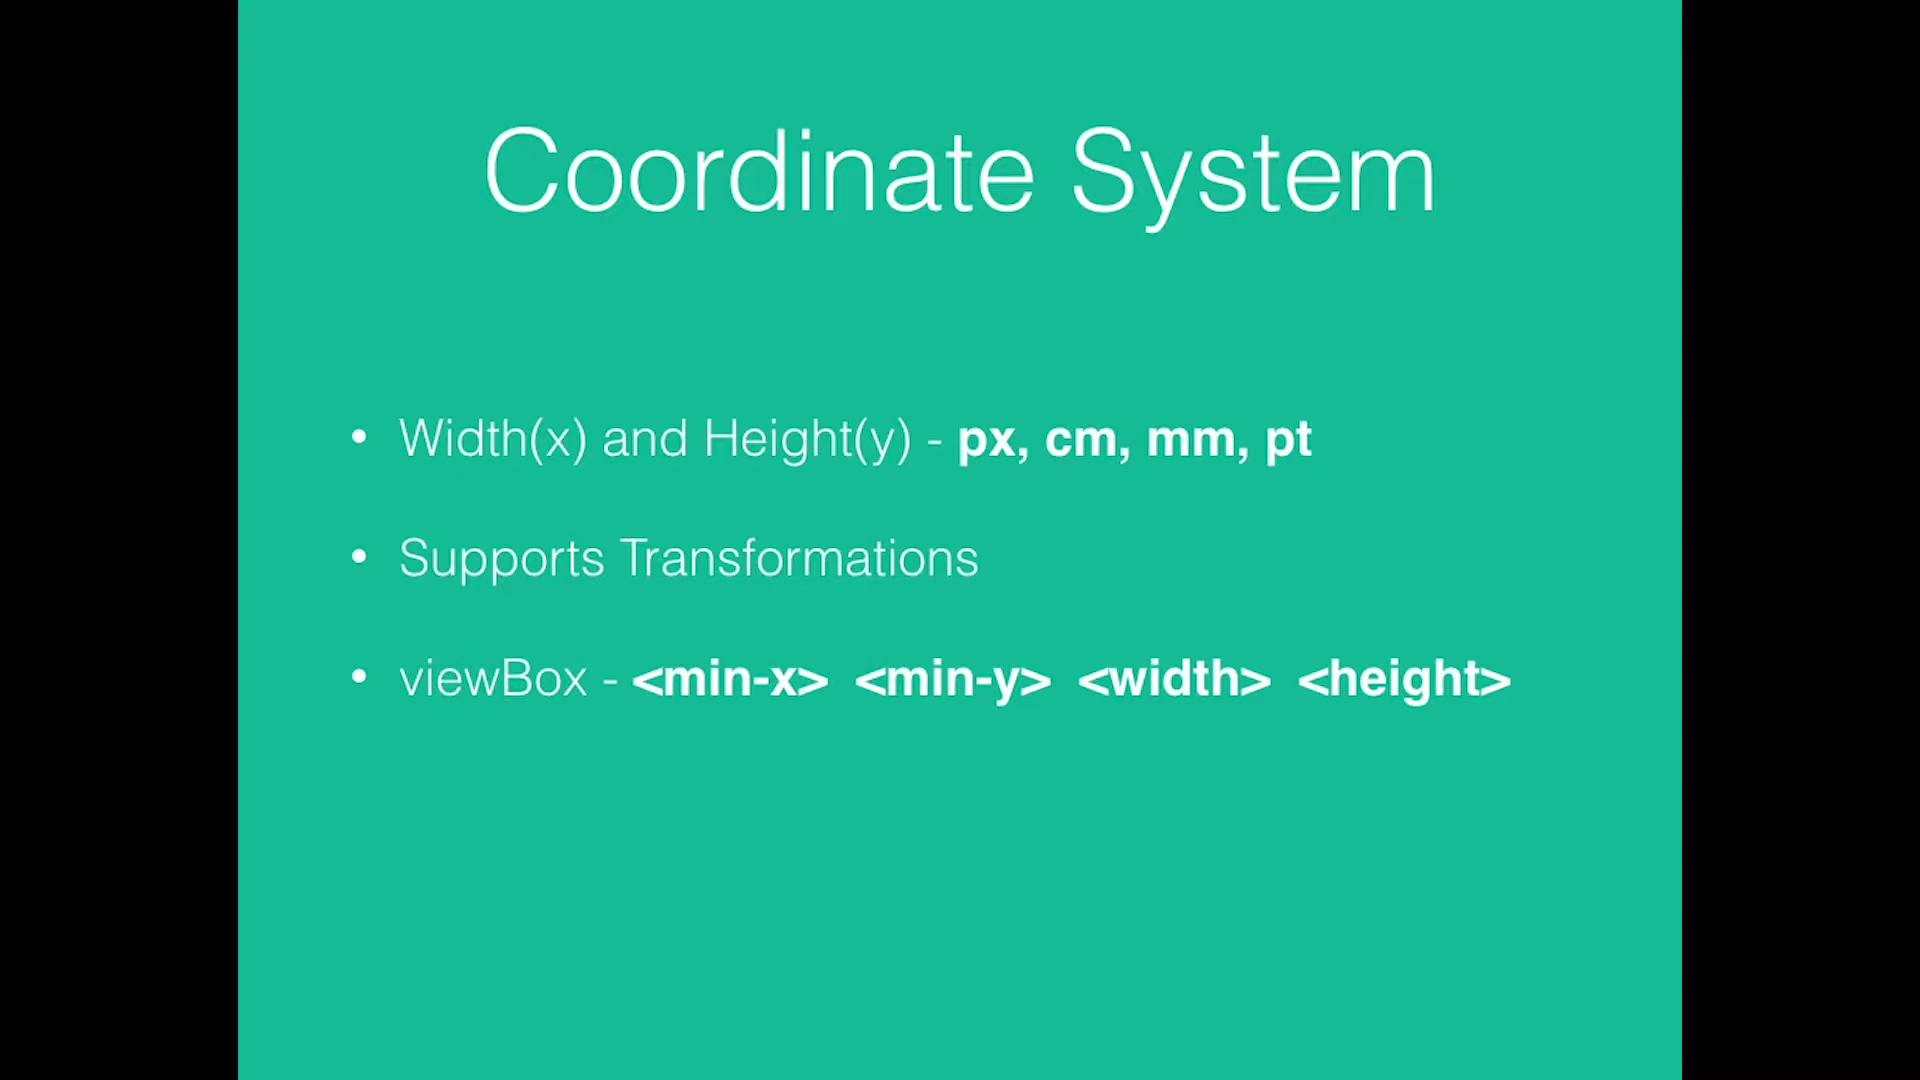 Coordinate System
• Width(x) and Height(y) - px, cm, mm, pt
• Supports Transformations
• viewBox - <min-x> <min-y> <width> <height>